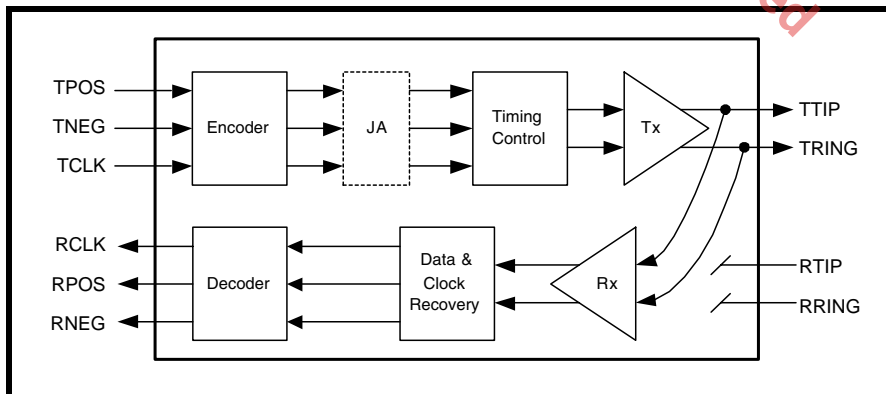 TPOS
TNEG
TCLK
Encoder
JA
Timing
Control
Tx
TTIP
TRING
RCLK
RPOS
RNEG
Decoder
Data &
Clock
Recovery
Rx
RTIP
RRING